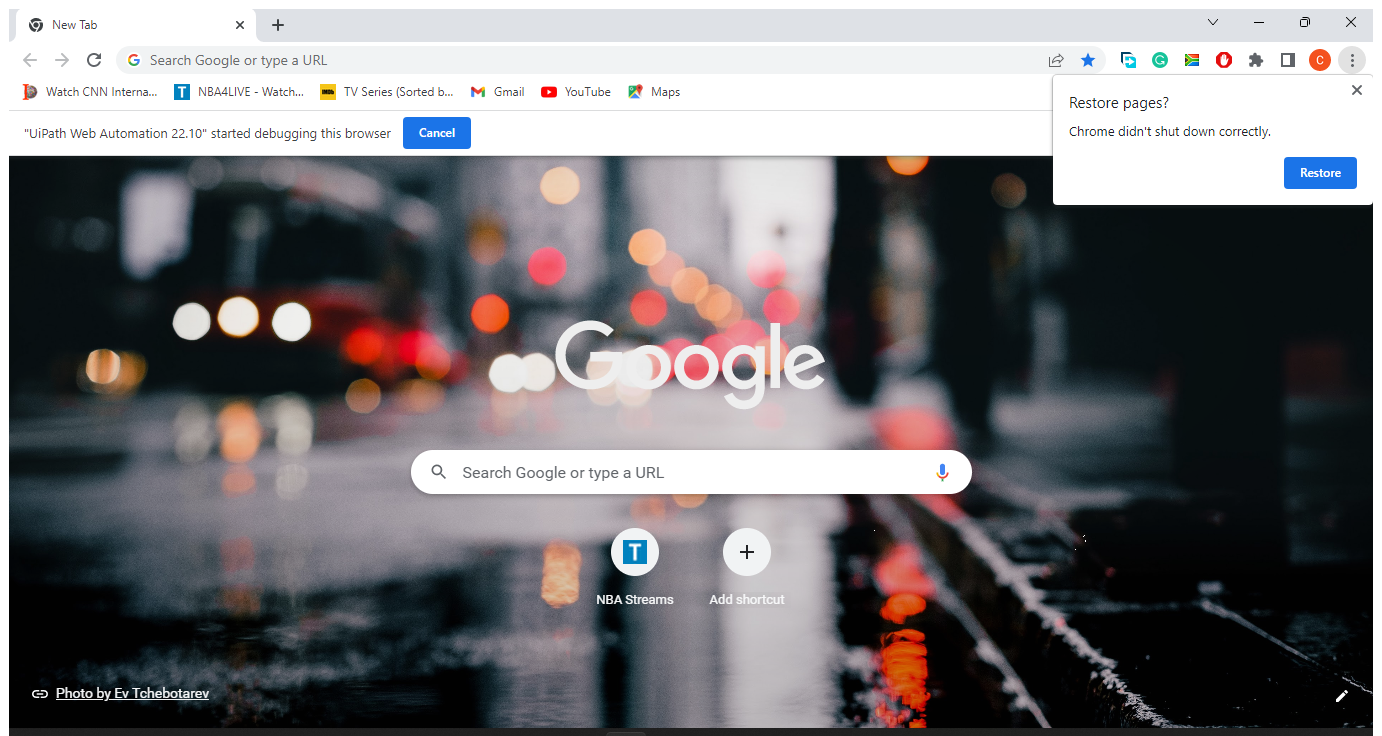 New Tab
Search Google or type a URL
C
Watch CNN Interna... NBA4LIVE - Watch... TV Series (Sorted b... Gmail YouTube Maps
"UiPath Web Automation 22.10" started debugging this browser Cancel
Restore pages?
Chrome didn't shut down correctly.
Restore
Google
Search Google or type a URL
T
NBA Streams Add shortcut
Photo by Ev Tchebotarev